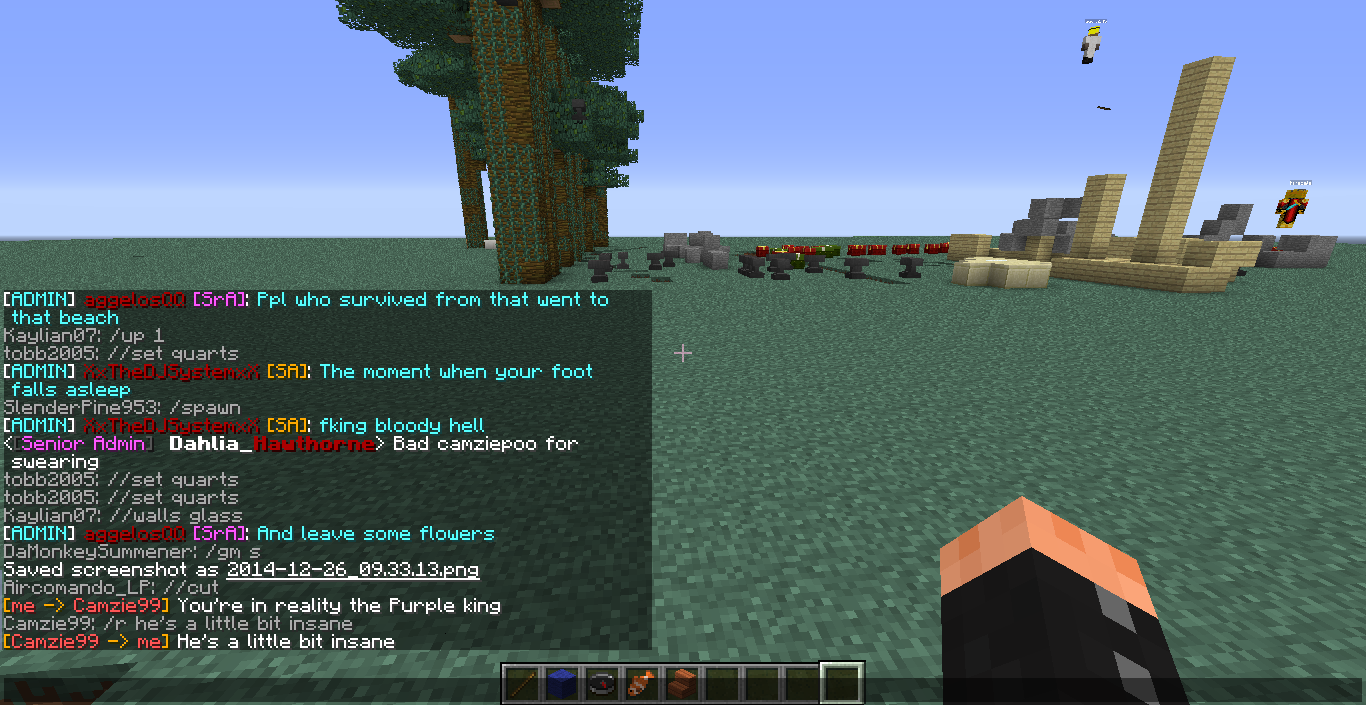 [ADMIN] aggelosQQ [SrA]: Ppl who survived from that went to
that beach
Kaylian07: /up 1
tobb2005: //set quarts
[ADMIN] XxTheDJSystemxX [SA]: The moment when your foot
falls asleep
SlenderPine953: /spawn
[ADMIN] XxTheDJSystemxX [SA]: fking bloody hell
<[Senior Admin] Dahlia_Hawthorne> Bad camziepoo for
swearing
tobb2005: //set quarts
tobb2005: //set quarts
Kaylian07: //walls glass
[ADMIN] aggelosQQ [SrA]: And leave some flowers
DaMonkeySummener: /gm s
Saved screenshot as 2014-12-26_09.33.13.png
Aircomando_LP: //cut
[me -> Camzie99] You're in reality the Purple king
Camzie99: /r he's a little bit insane
[Camzie99 -> me] He's a little bit insane